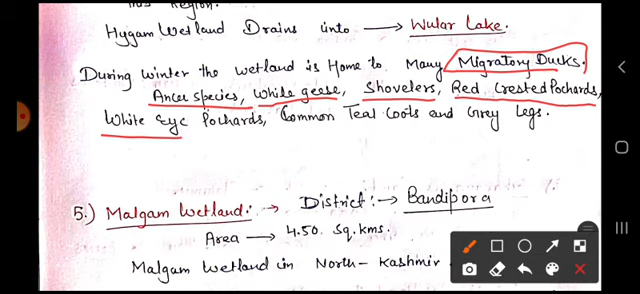 Region.
Hygam Wetland Drains into → Wular Lake.
During winter the wetland is Home to Many Migratory Ducks.
Ancer species, While geese, Shovelers, Red Crested Pochards,
White Eye Pochards, Common Teal Coots and Grey Legs.
5.) Malgam Wetland:→ District:→ Bandipora
Area → 4.50 Sq.kms.
Malgam Wetland in North-Kashmir